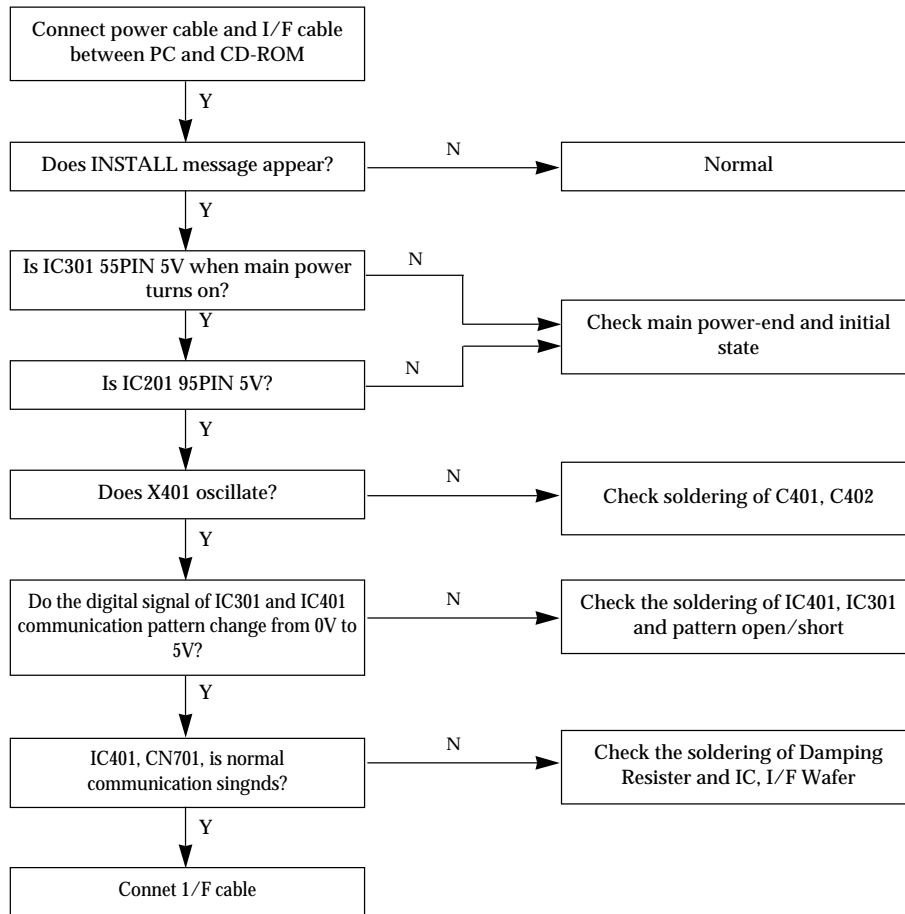 Connect power cable and I/F cable
between PC and CD-ROM
Y
Does INSTALL message appear?
N
Normal
Y
Is IC301 55PIN 5V when main power
turns on?
N
Check main power-end and initial
state
Y
Is IC201 95PIN 5V?
N
Y
Does X401 oscillate?
N
Check soldering of C401, C402
Y
Do the digital signal of IC301 and IC401
communication pattern change from 0V to
5V?
N
Check the soldering of IC401, IC301
and pattern open/short
Y
IC401, CN701, is normal
communication singnds?
N
Check the soldering of Damping
Resister and IC, I/F Wafer
Y
Connet 1/F cable